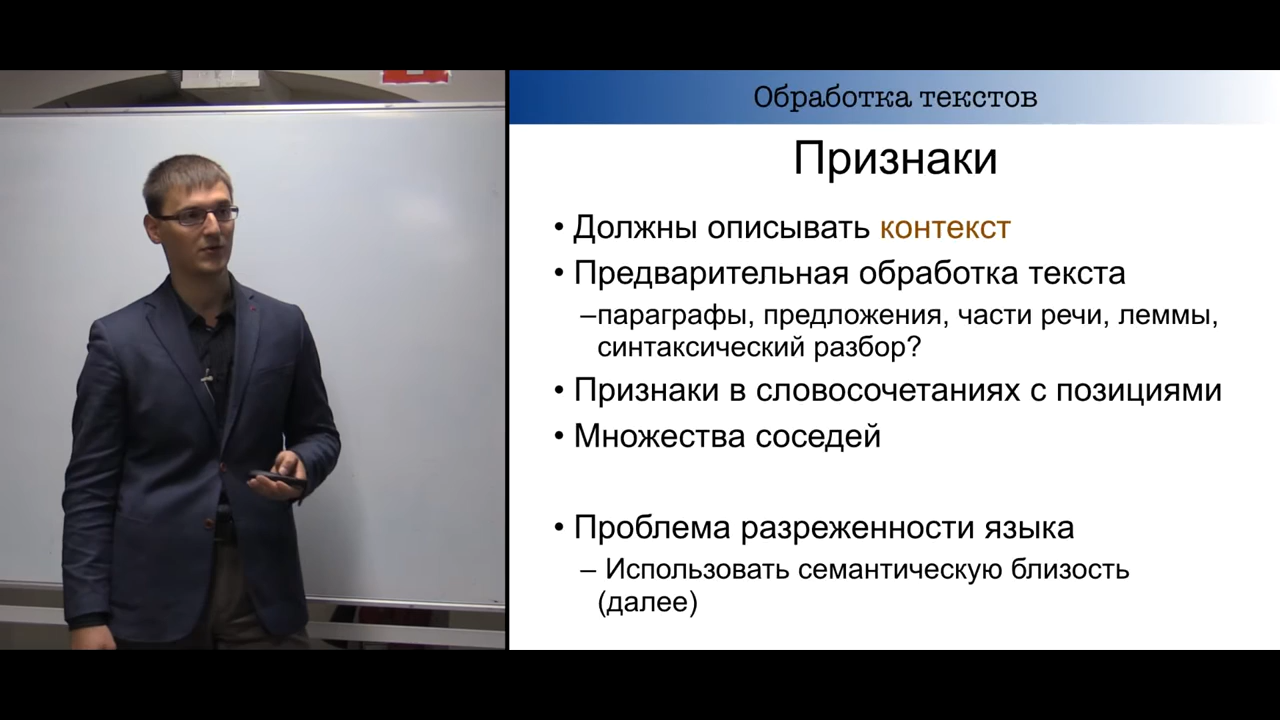 Обработка текстов
Признаки
• Должны описывать контекст
• Предварительная обработка текста
–параграфы, предложения, части речи, леммы,
синтаксический разбор?
• Признаки в словосочетаниях с позициями
• Множества соседей
• Проблема разреженности языка
– Использовать семантическую близость
(далее)